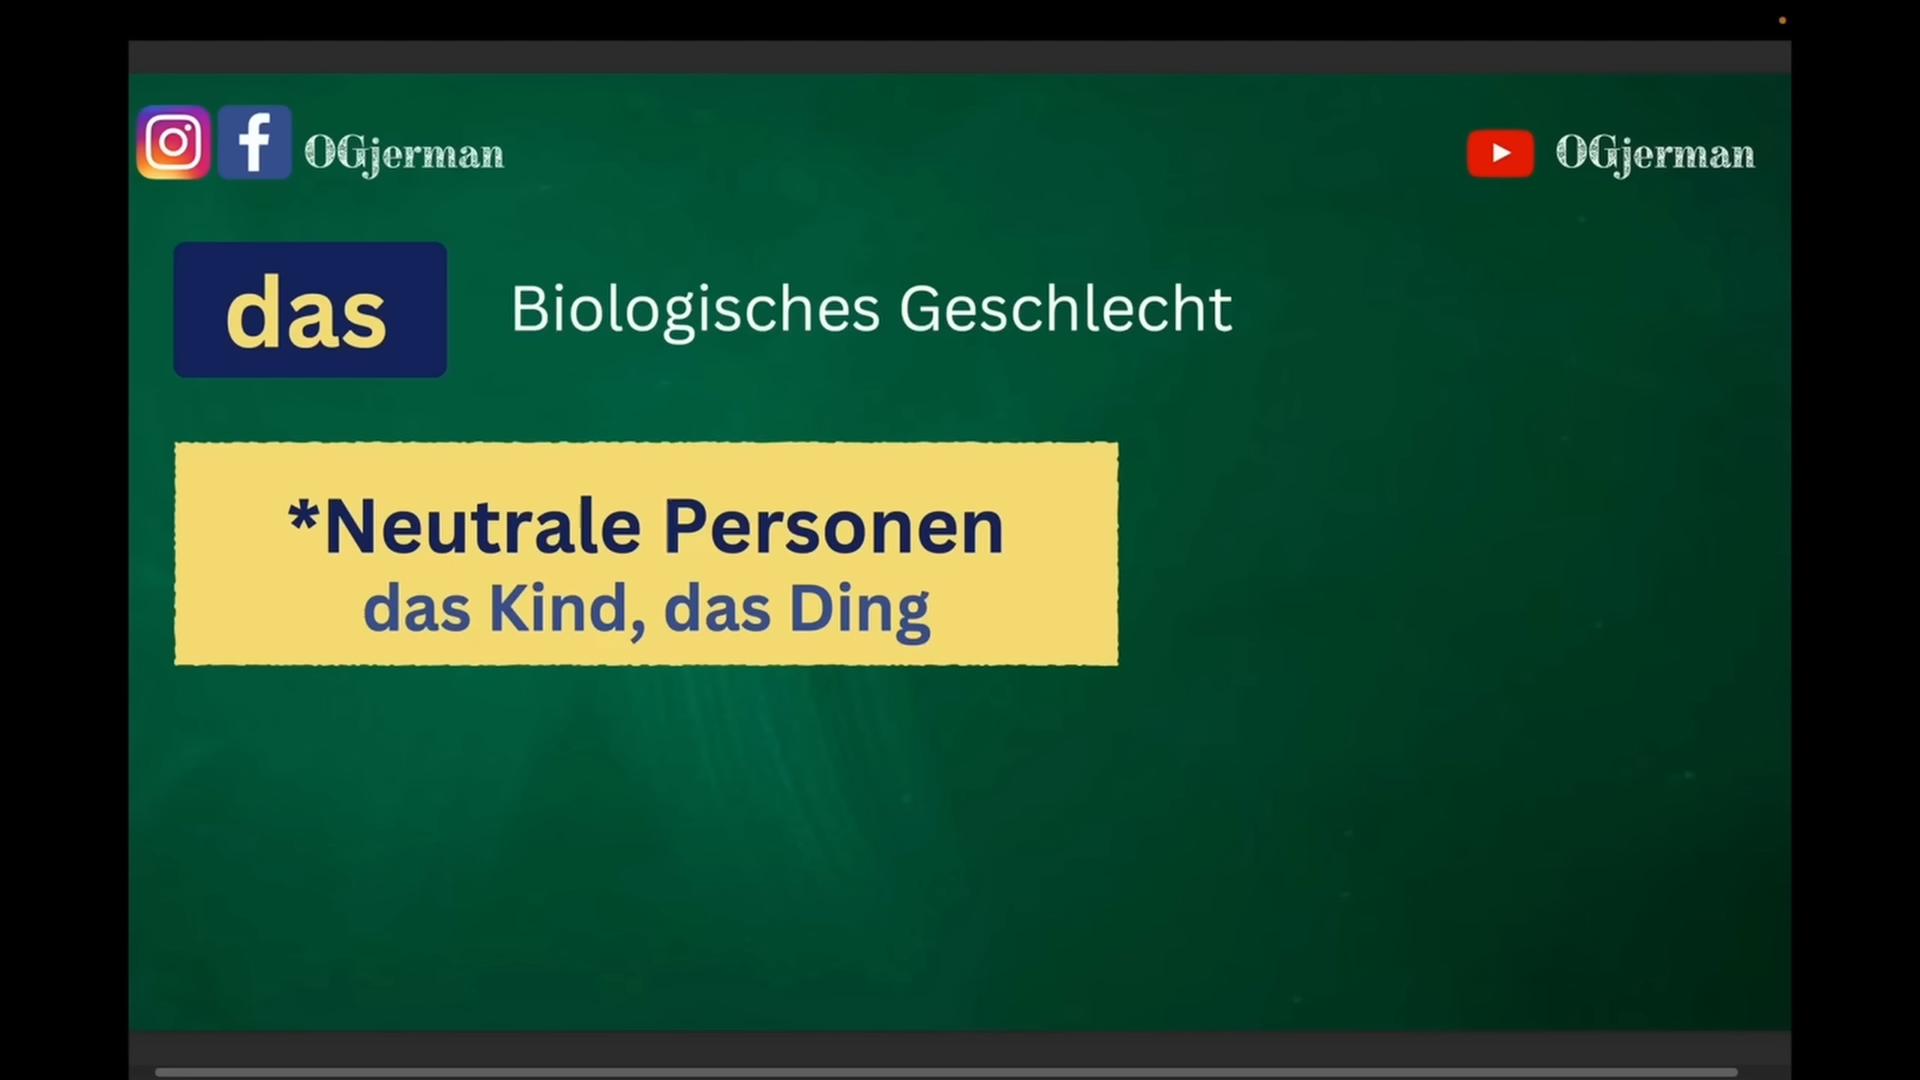 OGjerman
OGjerman
das
Biologisches Geschlecht
*Neutrale Personen
das Kind, das Ding